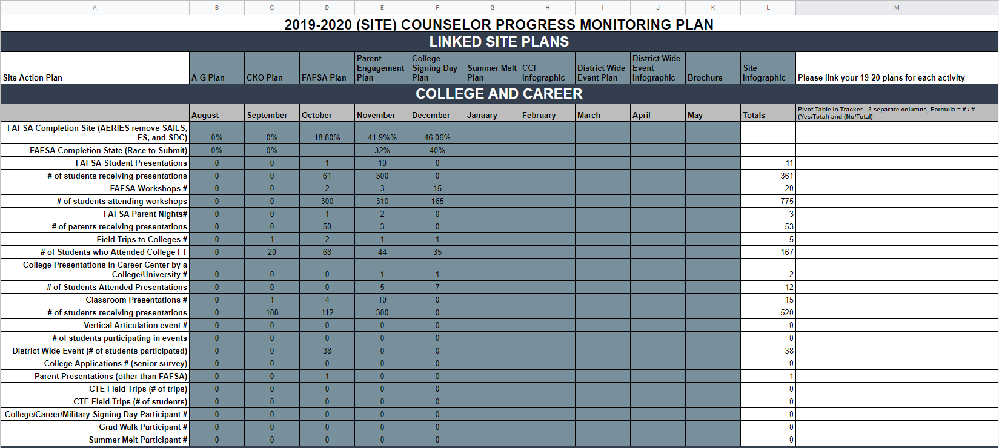 A B C D E F G H I J K L M
2019-2020 (SITE) COUNSELOR PROGRESS MONITORING PLAN
LINKED SITE PLANS
Site Action Plan A-G Plan CKO Plan FAFSA Plan Parent Engagement Plan College Signing Day Plan Summer Melt Plan CCI Infographic District Wide Event Plan District Wide Event Infographic Brochure Site Infographic Please link your 19-20 plans for each activity
COLLEGE AND CAREER
August September October November December January February March April May Totals Pivot Table in Tracker - 3 separate columns, Formula = # / # (Yes/Total) and (No/Total)
FAFSA Completion Site (AERIES remove SAILS,
FS, and SDC) 0% 0% 18.80% 41.9%% 46.06%
FAFSA Completion State (Race to Submit) 0% 0% 32% 40%
FAFSA Student Presentations 0 0 1 10 0 11
# of students receiving presentations 0 0 61 300 0 361
FAFSA Workshops # 0 0 2 3 15 20
# of students attending workshops 0 0 300 310 165 775
FAFSA Parent Nights# 0 0 1 2 0 3
# of parents receiving presentations 0 0 50 3 0 53
Field Trips to Colleges # 0 1 2 1 1 5
# of Students who Attended College FT 0 20 68 44 35 167
College Presentations in Career Center by a
College/University # 0 0 0 1 1 2
# of Students Attended Presentations 0 0 0 5 7 12
Classroom Presentations # 0 1 4 10 0 15
# of students receiving presentations 0 108 112 300 0 520
Vertical Articulation event # 0 0 0 0 0 0
# of students participating in events 0 0 0 0 0 0
District Wide Event (# of students participated) 0 0 38 0 0 38
College Applications # (senior survey) 0 0 0 0 0 0
Parent Presentations (other than FAFSA) 0 0 1 0 0 1
CTE Field Trips (# of trips) 0 0 0 0 0 0
CTE Field Trips (# of students) 0 0 0 0 0 0
College/Career/Military Signing Day Participant # 0 0 0 0 0 0
Grad Walk Participant # 0 0 0 0 0 0
Summer Melt Participant # 0 0 0 0 0 0